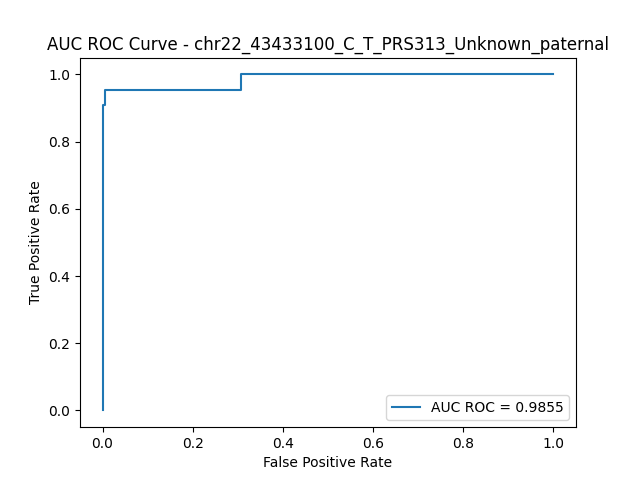 AUC ROC Curve - chr22_43433100_C_T_PRS313_Unknown_paternal
1.0
0.8
0.6
0.4
0.2
0.0
True Positive Rate
0.0 0.2 0.4 0.6 0.8 1.0
False Positive Rate
AUC ROC = 0.9855